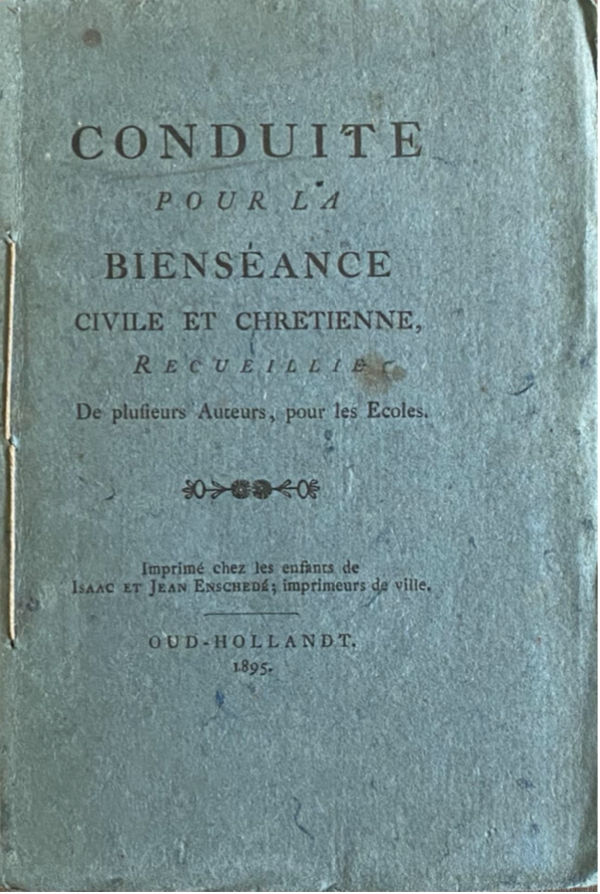 CONDUITE
POUR LA
BIENSÉANCE
CIVILE ET CHRETIENNE,
RECUEILLIE
De pluſieurs Auteurs, pour les Ecoles.
Imprimé chez les enfants de
ISAAC ET JEAN ENSCHEDÉ; imprimeurs de ville.
OUD-HOLLANDT.
1895.